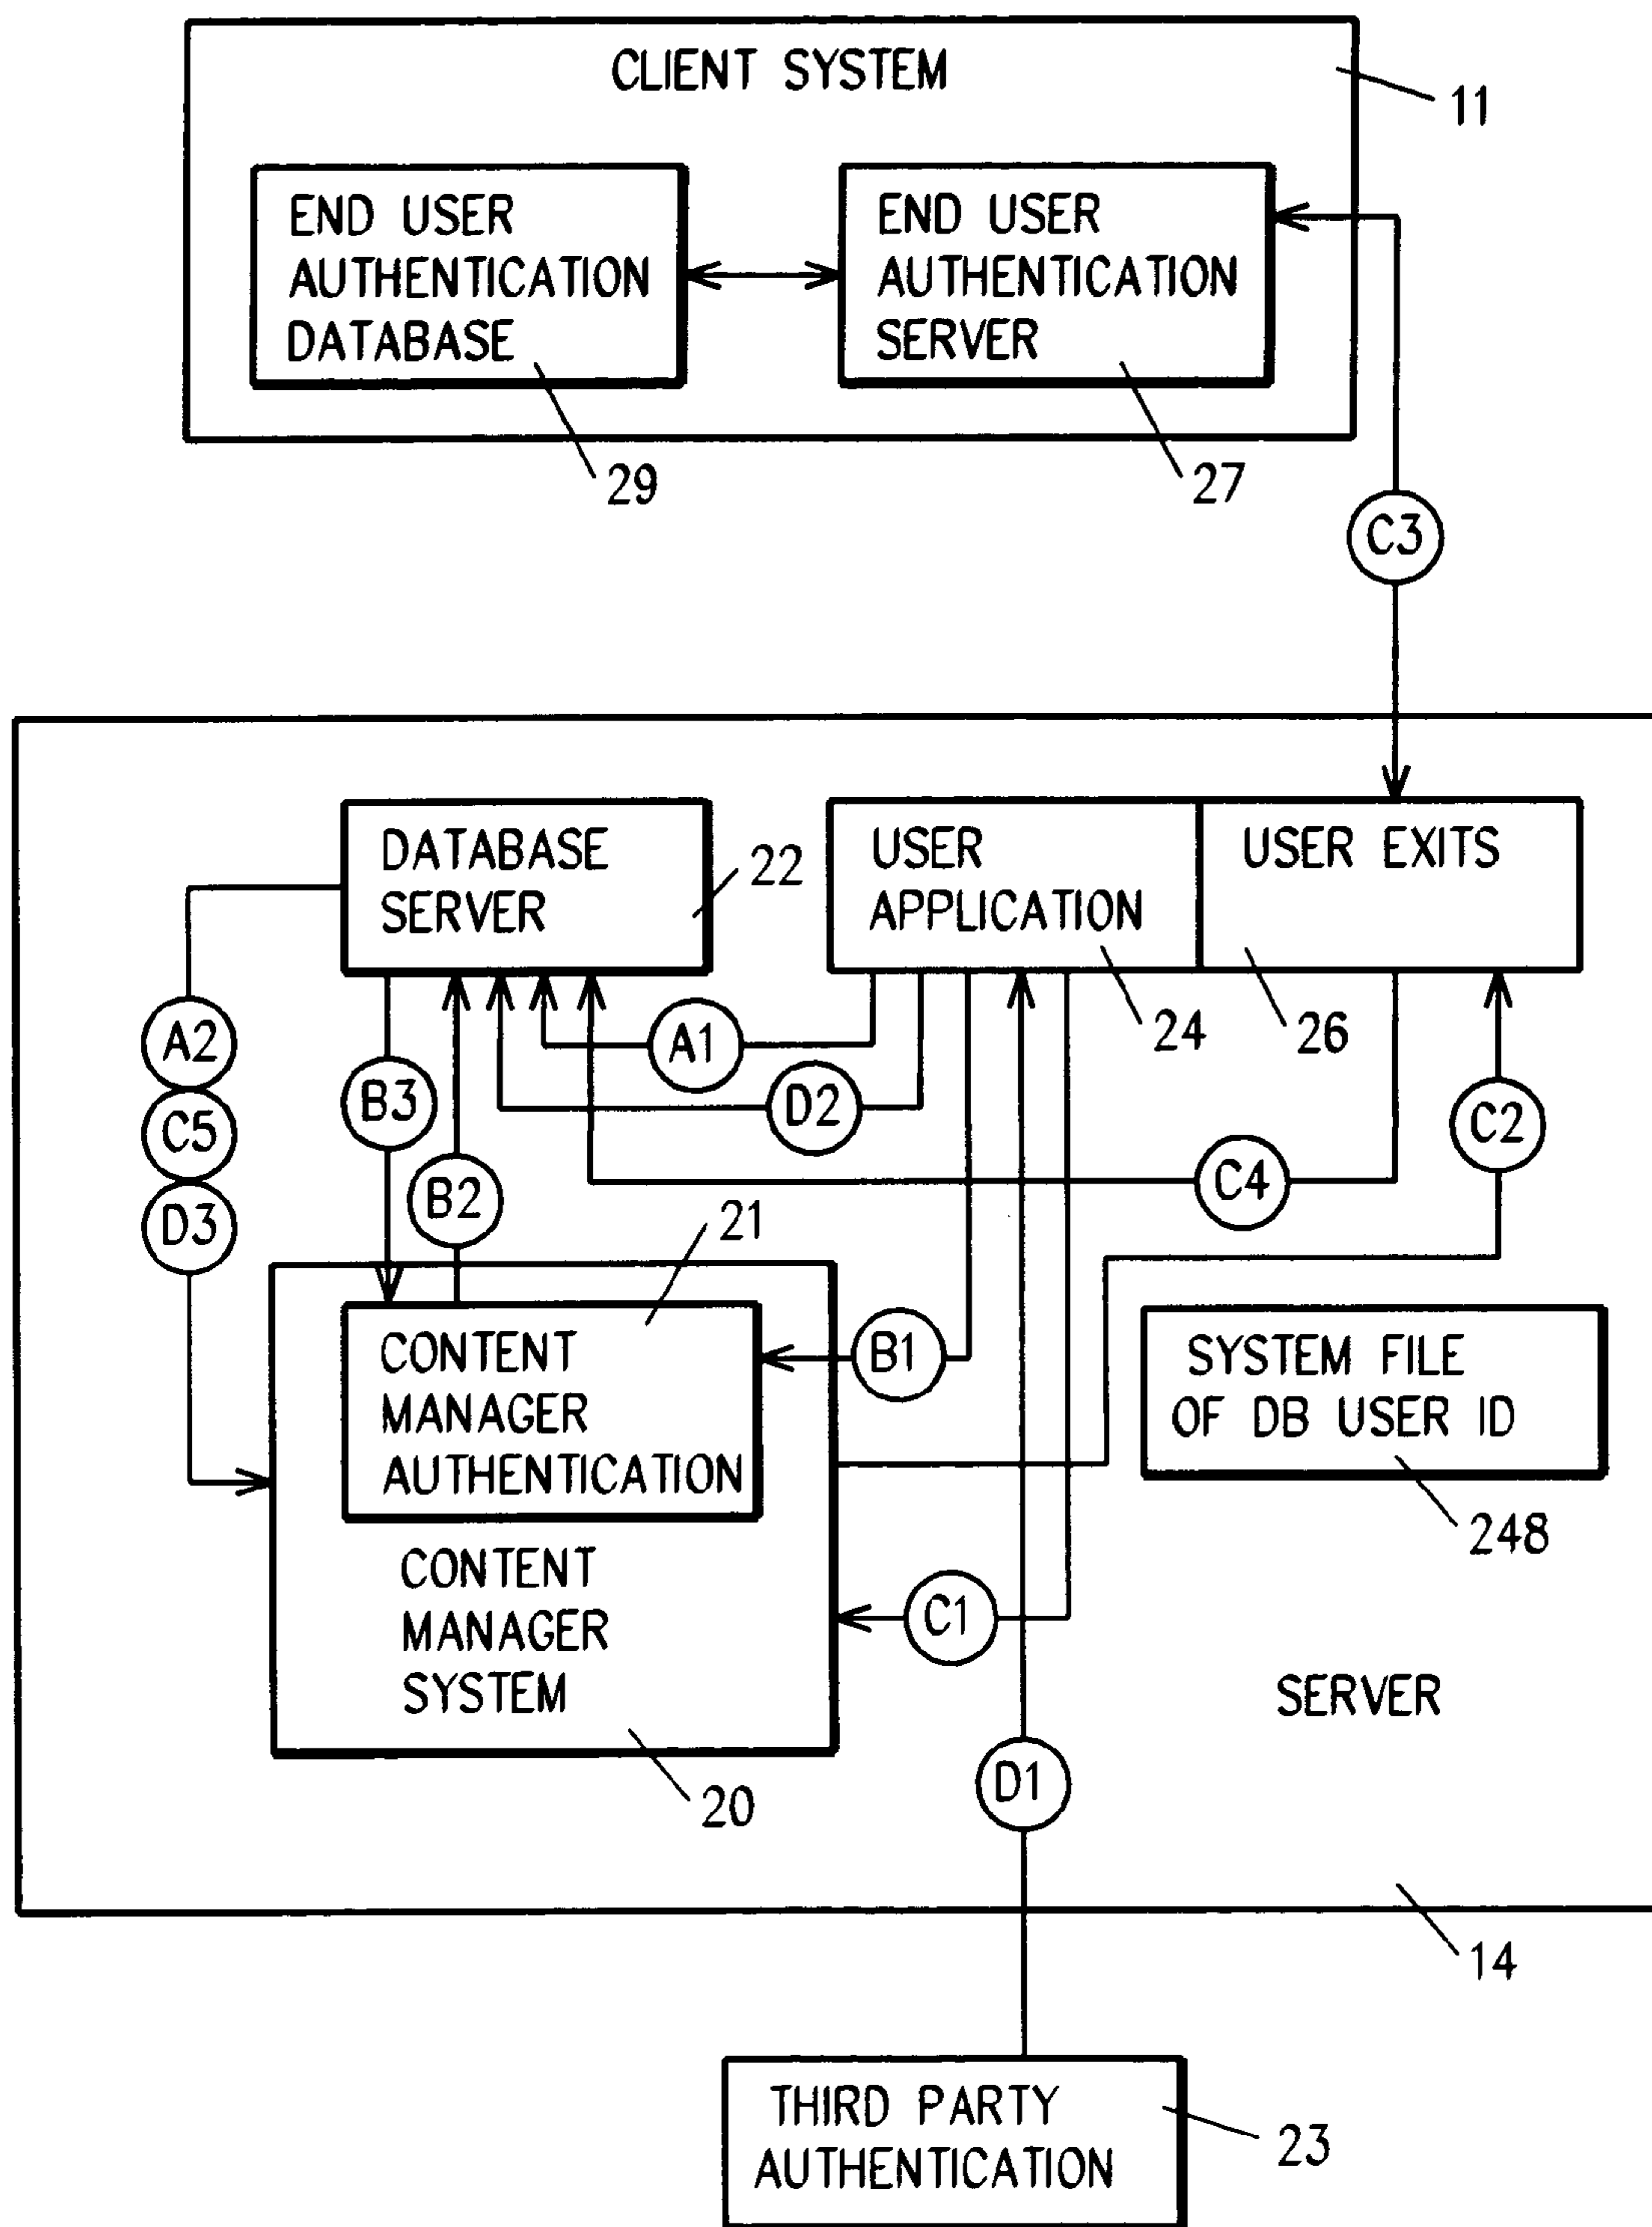 CLIENT SYSTEM
11
END USER
AUTHENTICATION
DATABASE
END USER
AUTHENTICATION
SERVER
29
27
C3
DATABASE
SERVER
22
USER
APPLICATION
USER EXITS
24
26
A2
C5
D3
B3
B2
A1
D2
C4
C2
21
CONTENT
MANAGER
AUTHENTICATION
B1
SYSTEM FILE
OF DB USER ID
248
CONTENT
MANAGER
SYSTEM
C1
20
SERVER
D1
14
THIRD PARTY
AUTHENTICATION
23